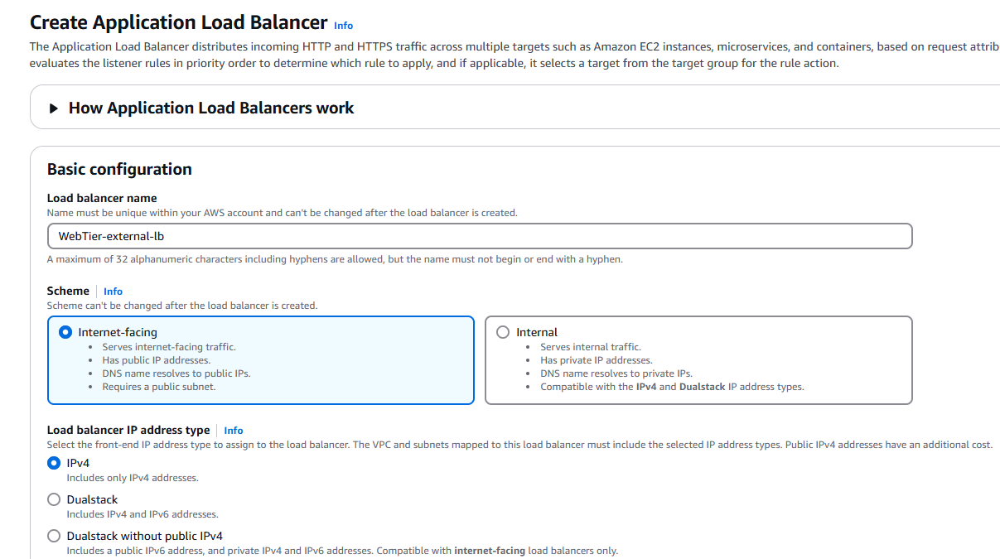 Create Application Load Balancer Info
The Application Load Balancer distributes incoming HTTP and HTTPS traffic across multiple targets such as Amazon EC2 instances, microservices, and containers, based on request attrib
evaluates the listener rules in priority order to determine which rule to apply, and if applicable, it selects a target from the target group for the rule action.
How Application Load Balancers work
Basic configuration
Load balancer name
Name must be unique within your AWS account and can't be changed after the load balancer is created.
WebTier-external-lb
A maximum of 32 alphanumeric characters including hyphens are allowed, but the name must not begin or end with a hyphen.
Scheme Info
Scheme can't be changed after the load balancer is created.
Internet-facing
• Serves internet-facing traffic.
• Has public IP addresses.
• DNS name resolves to public IPs.
• Requires a public subnet.
Internal
• Serves internal traffic.
• Has private IP addresses.
• DNS name resolves to private IPs.
• Compatible with the IPv4 and Dualstack IP address types.
Load balancer IP address type Info
Select the front-end IP address type to assign to the load balancer. The VPC and subnets mapped to this load balancer must include the selected IP address types. Public IPv4 addresses have an additional cost.
IPv4
Includes only IPv4 addresses.
Dualstack
Includes IPv4 and IPv6 addresses.
Dualstack without public IPv4
Includes a public IPv6 address, and private IPv4 and IPv6 addresses. Compatible with internet-facing load balancers only.